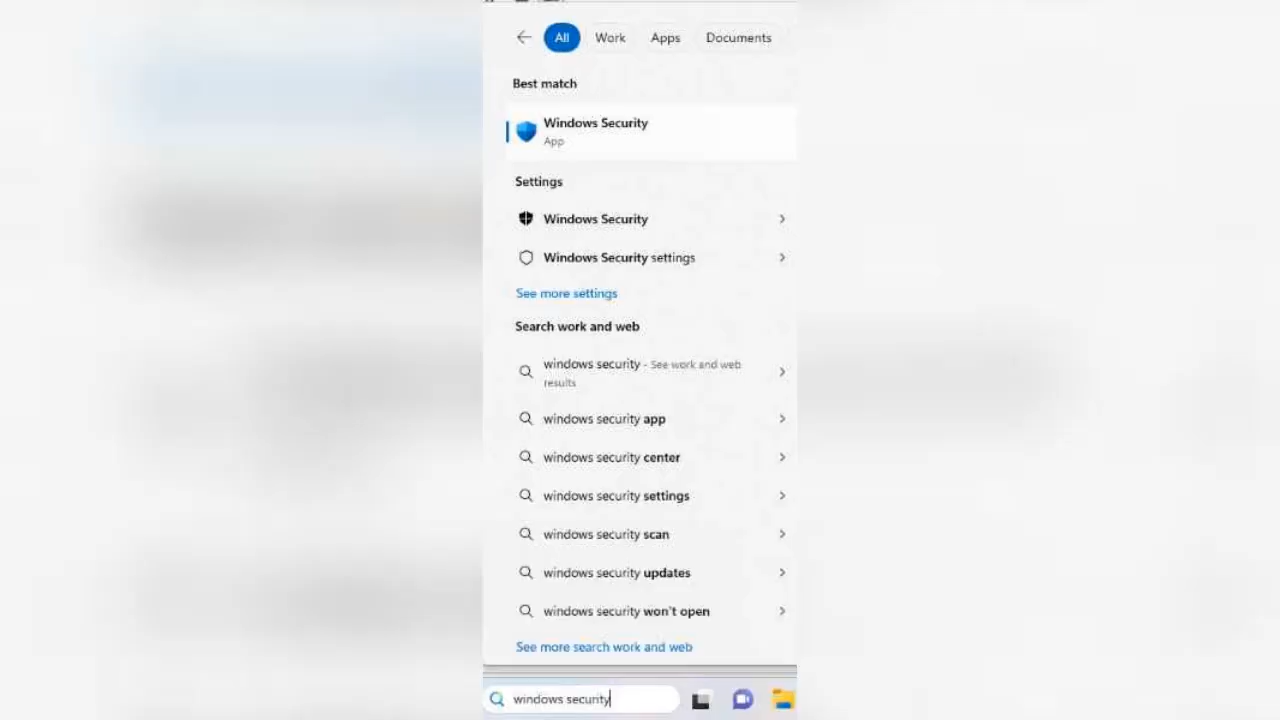 All Work Apps Documents
Best match
Windows Security
App
Settings
Windows Security
Windows Security settings
See more settings
Search work and web
windows security - See work and web
results
windows security app
windows security center
windows security settings
windows security scan
windows security updates
windows security won't open
See more search work and web
windows security